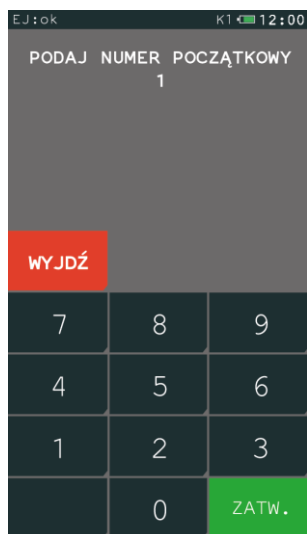 EJ:ok K1 12:00
PODAJ NUMER POCZĄTKOWY
1
WYJDŹ
7 8 9
4 5 6
1 2 3
0 ZATW.